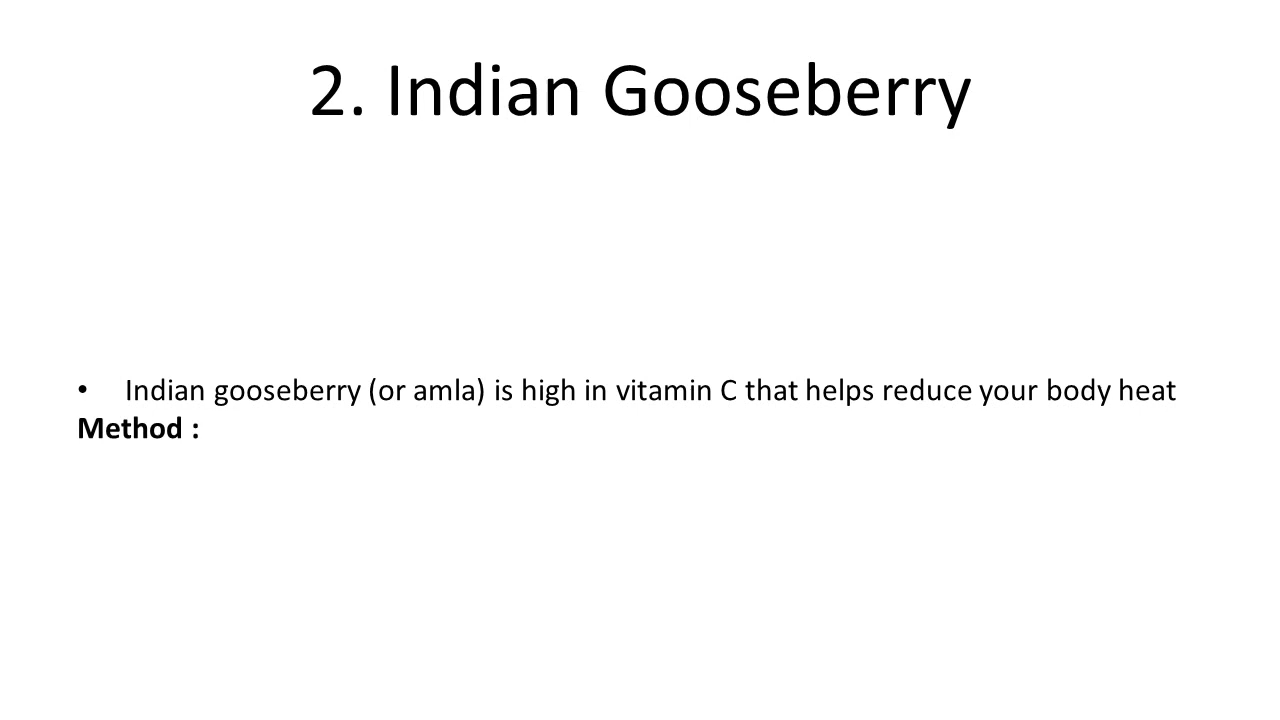 2. Indian Gooseberry
• Indian gooseberry (or amla) is high in vitamin C that helps reduce your body heat
Method :